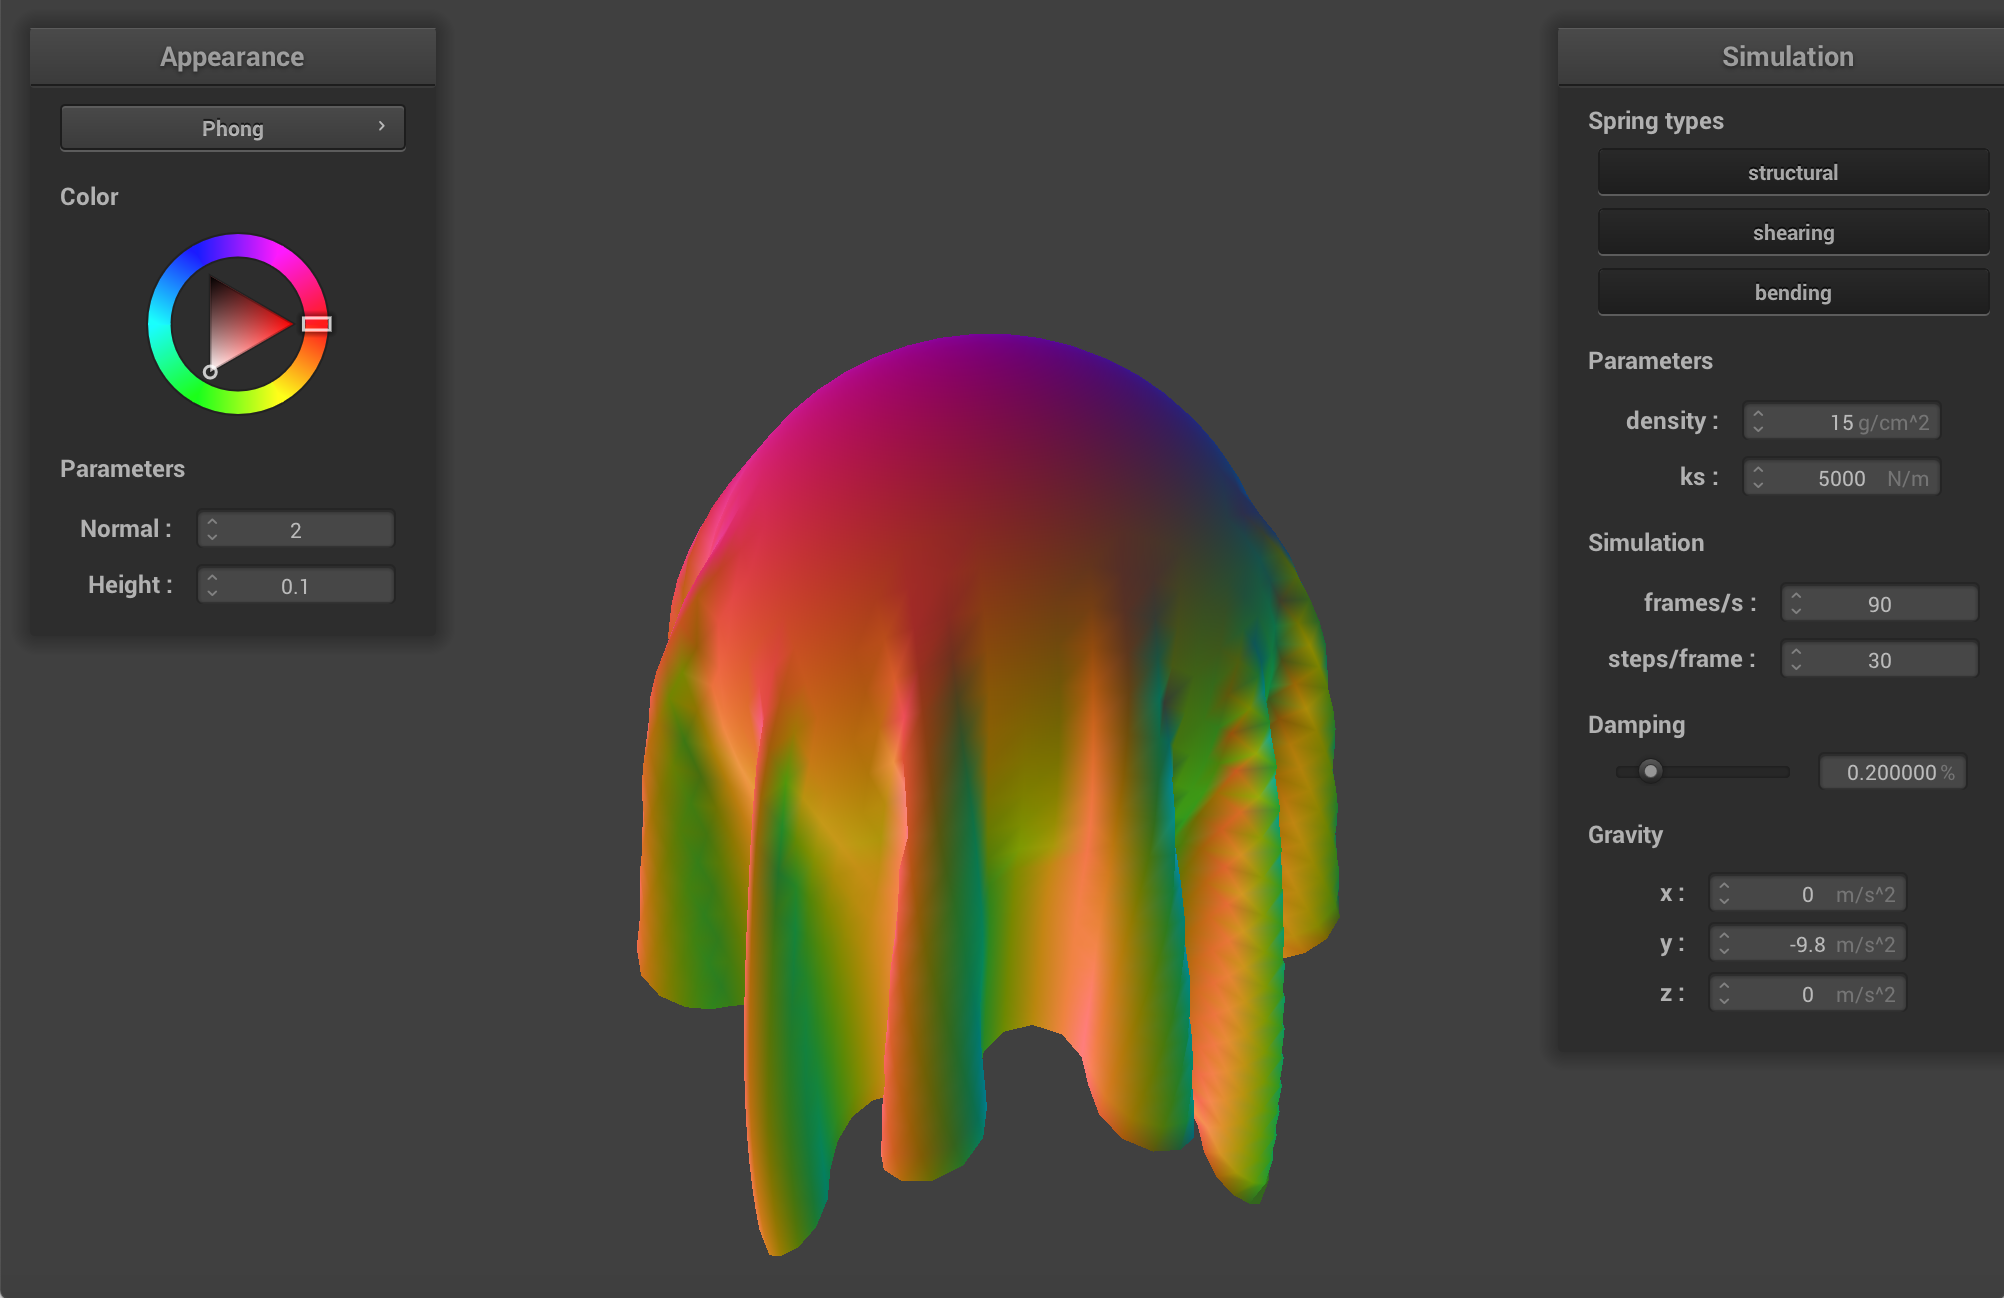 Appearance
Phong
Color
Parameters
Normal : 2
Height : 0.1
Simulation
Spring types
structural
shearing
bending
Parameters
density : 15 g/cm^2
ks : 5000 N/m
Simulation
frames/s : 90
steps/frame : 30
Damping
0.200000 %
Gravity
x : 0 m/s^2
y : -9.8 m/s^2
z : 0 m/s^2